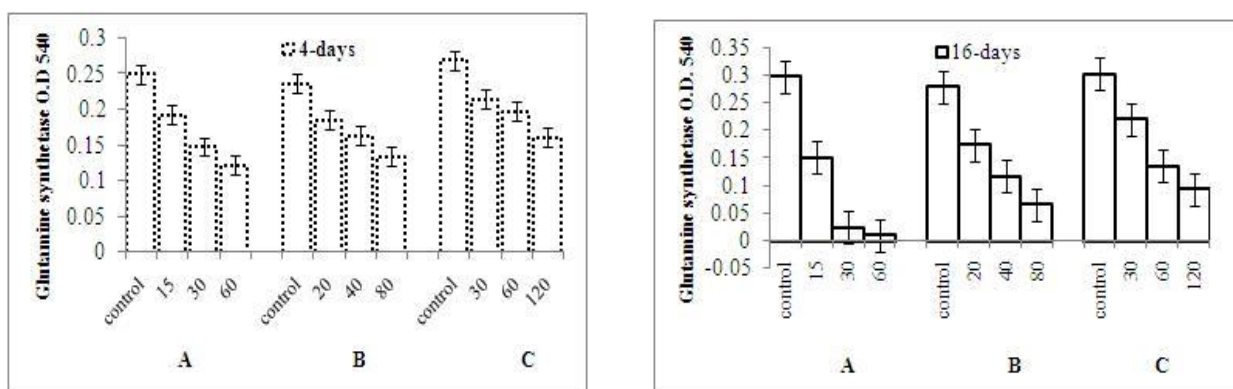 Glutamine synthetase O.D 540
4-days
0.3
0.25
0.2
0.15
0.1
0.05
0
control 15 30 60 control 20 40 80 control 30 60 120
A B C
Glutamine synthetase O.D. 540
16-days
0.4
0.35
0.3
0.25
0.2
0.15
0.1
0.05
0
-0.05
control 15 30 60 control 20 40 80 control 30 60 120
A B C